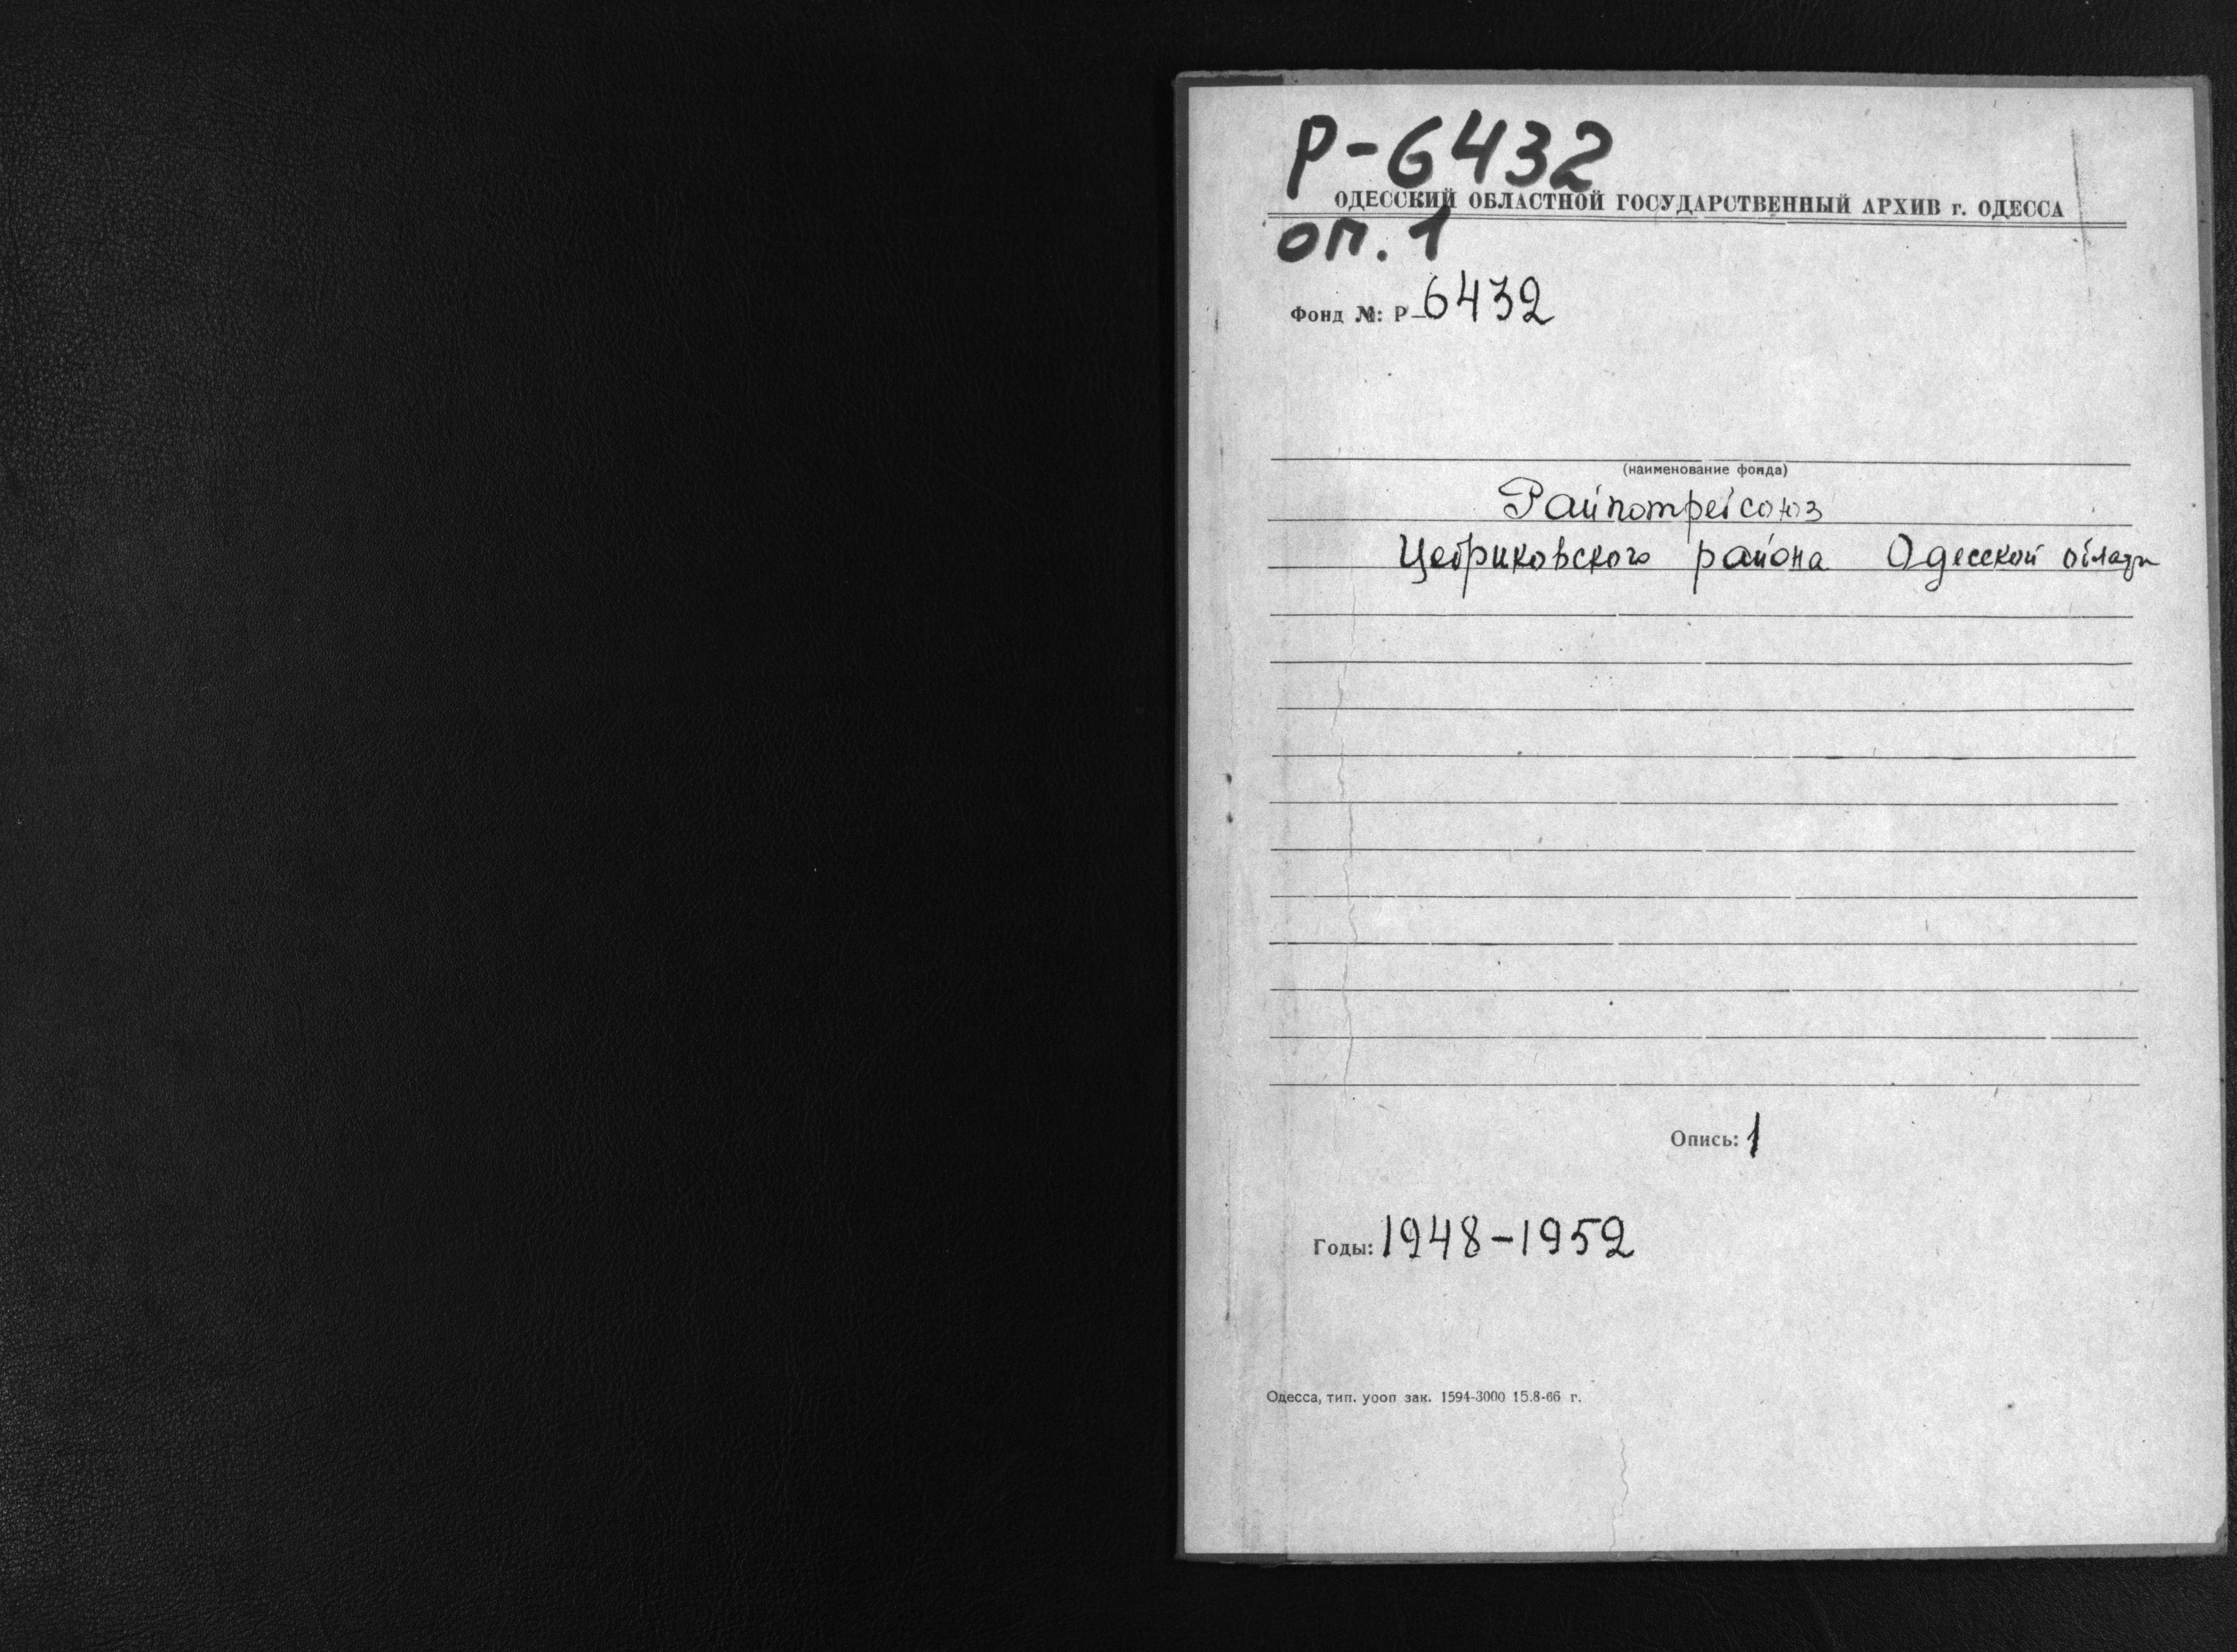 Р-6432
ОДЕССКИЙ ОБЛАСТНОЙ ГОСУДАРСТВЕННЫЙ АРХИВ г. ОДЕССА
оп. 1
Фонд №: Р-6432
(наименование фонда)
Райпотребсоюз
Цебриковского района Одесской
Опись: 1
Годы: 1948-1952
Одесса, тип. уооп зак. 1594-3000 15.8-66 г.